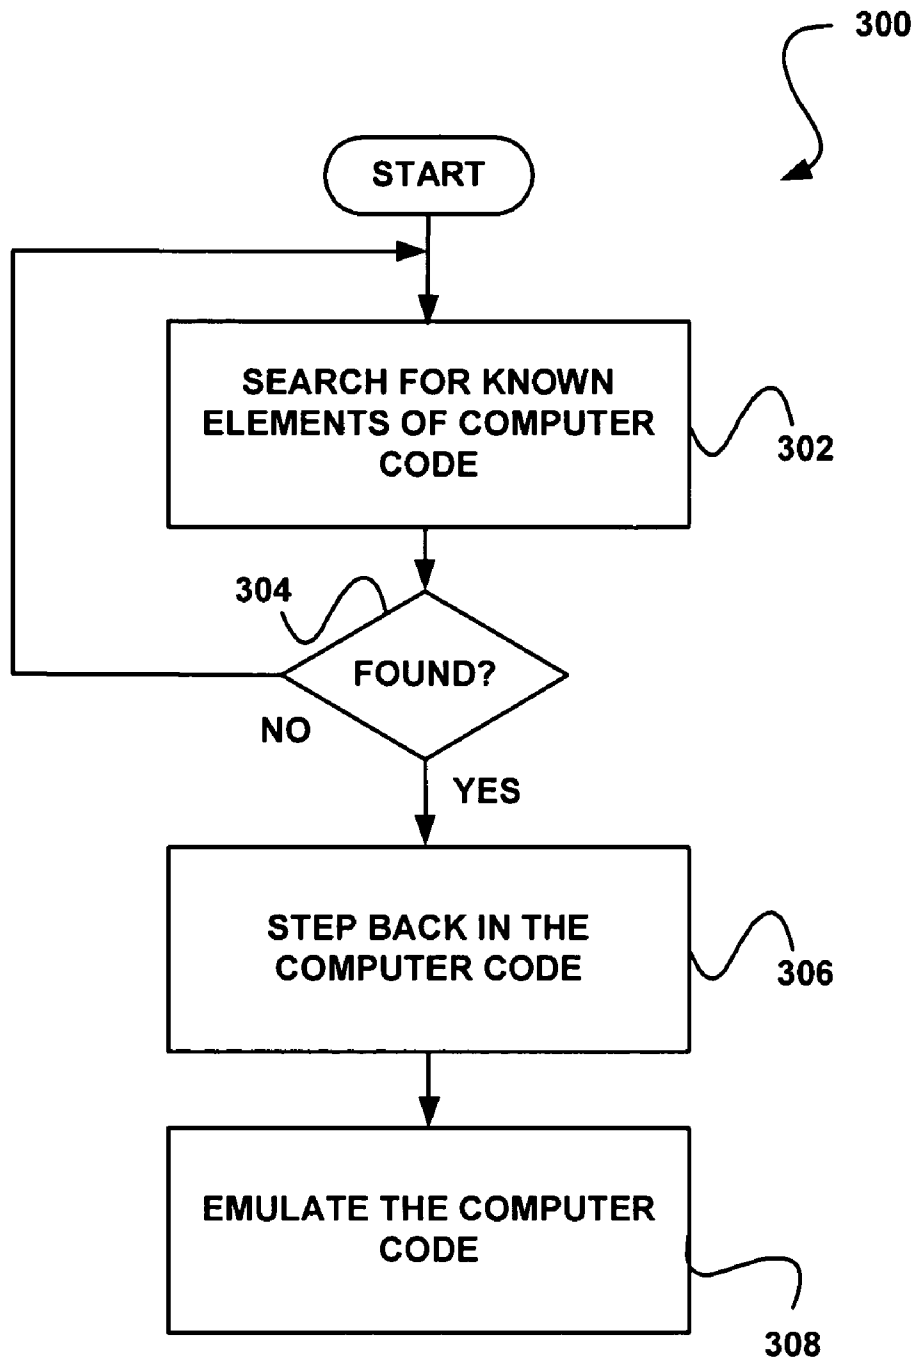 300
START
SEARCH FOR KNOWN
ELEMENTS OF COMPUTER
CODE
302
304
FOUND?
NO
YES
STEP BACK IN THE
COMPUTER CODE
306
EMULATE THE COMPUTER
CODE
308